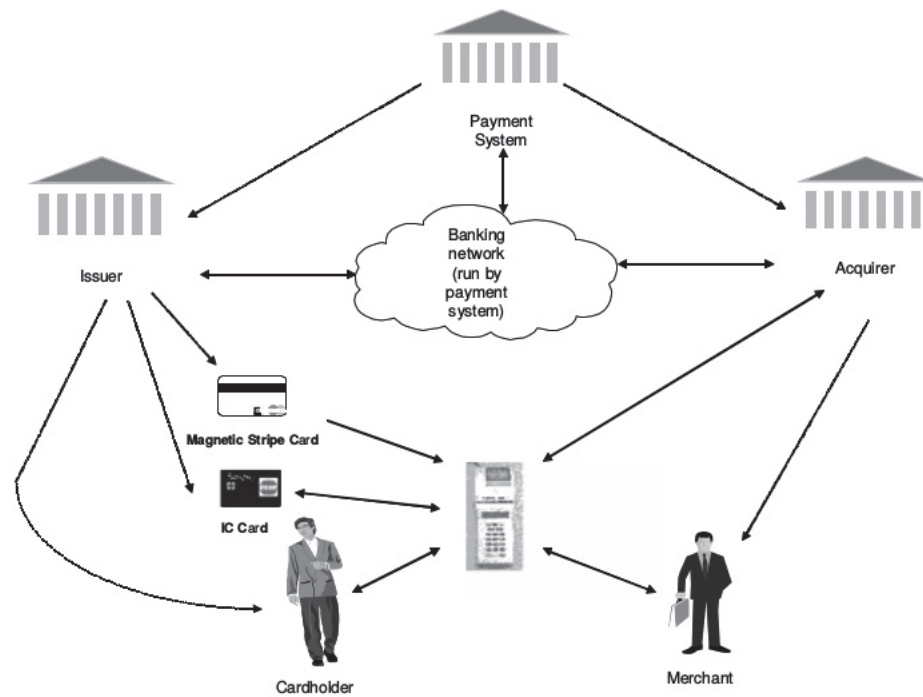 Payment
System
Banking
network
(run by
payment
system)
Issuer
Acquirer
Magnetic Stripe Card
IC Card
Cardholder
Merchant